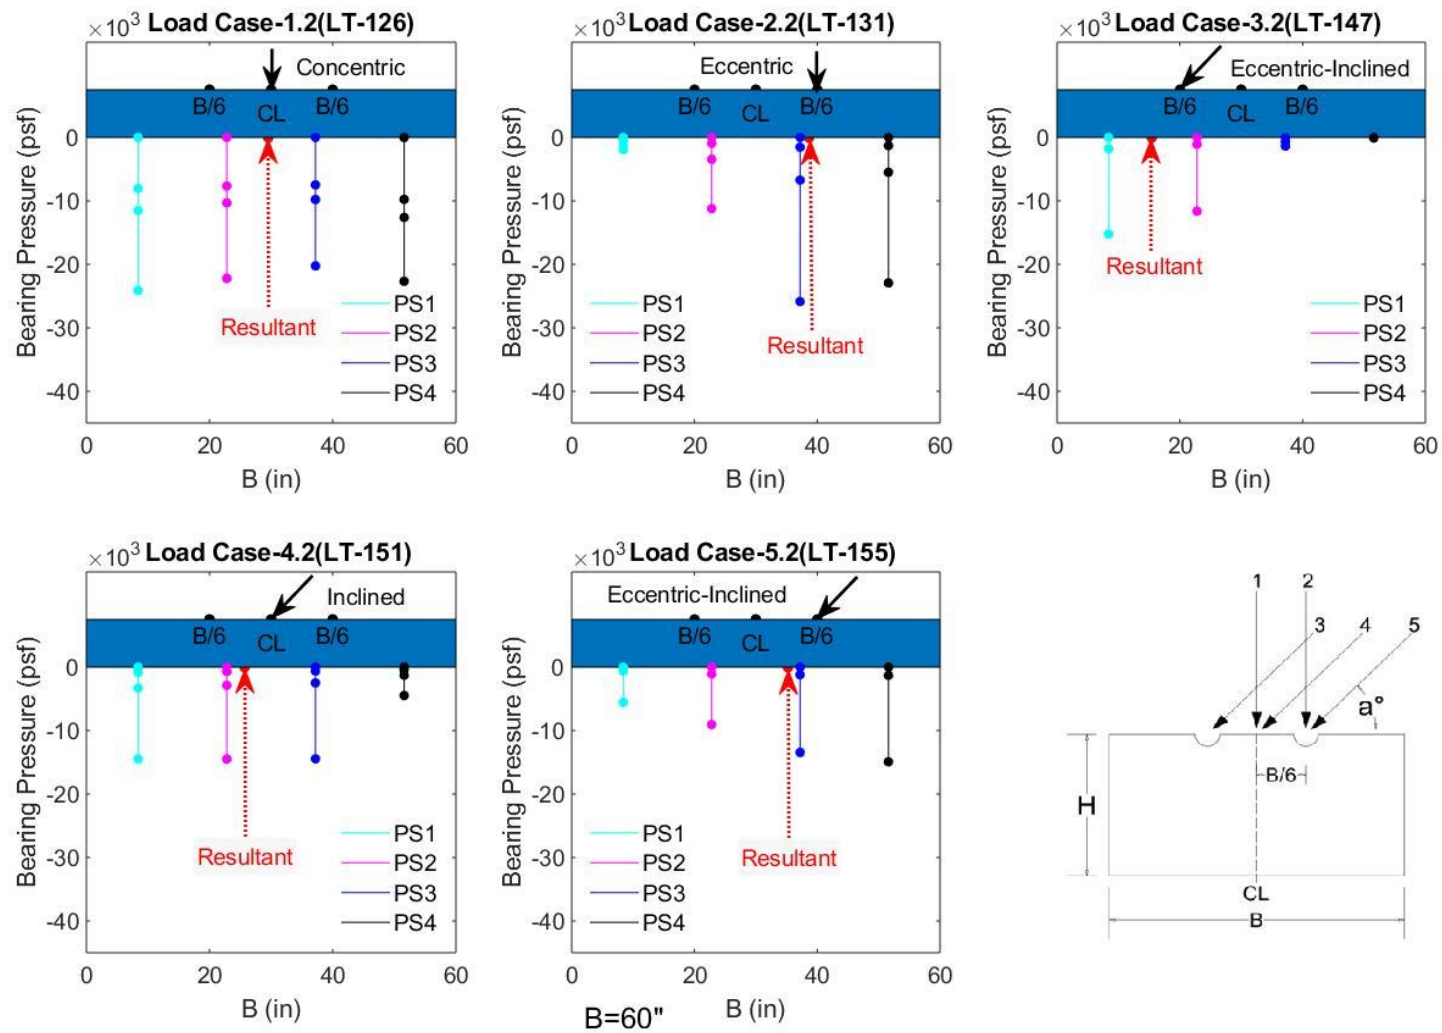 ×10³ Load Case-1.2(LT-126)
Concentric
B/6 CL B/6
0
-10
-20
-30
-40
Bearing Pressure (psf)
Resultant
PS1
PS2
PS3
PS4
0 20 40 60
B (in)
×10³ Load Case-2.2(LT-131)
Eccentric
B/6 CL B/6
0
-10
-20
-30
-40
Bearing Pressure (psf)
Resultant
PS1
PS2
PS3
PS4
0 20 40 60
B (in)
×10³ Load Case-3.2(LT-147)
Eccentric-Inclined
B/6 CL B/6
0
-10
-20
-30
-40
Bearing Pressure (psf)
Resultant
PS1
PS2
PS3
PS4
0 20 40 60
B (in)
×10³ Load Case-4.2(LT-151)
Inclined
B/6 CL B/6
0
-10
-20
-30
-40
Bearing Pressure (psf)
Resultant
PS1
PS2
PS3
PS4
0 20 40 60
B (in)
×10³ Load Case-5.2(LT-155)
Eccentric-Inclined
B/6 CL B/6
0
-10
-20
-30
-40
Bearing Pressure (psf)
Resultant
PS1
PS2
PS3
PS4
0 20 40 60
B (in)
B=60"
1 2
3 4 5
a°
B/6
H
CL
B